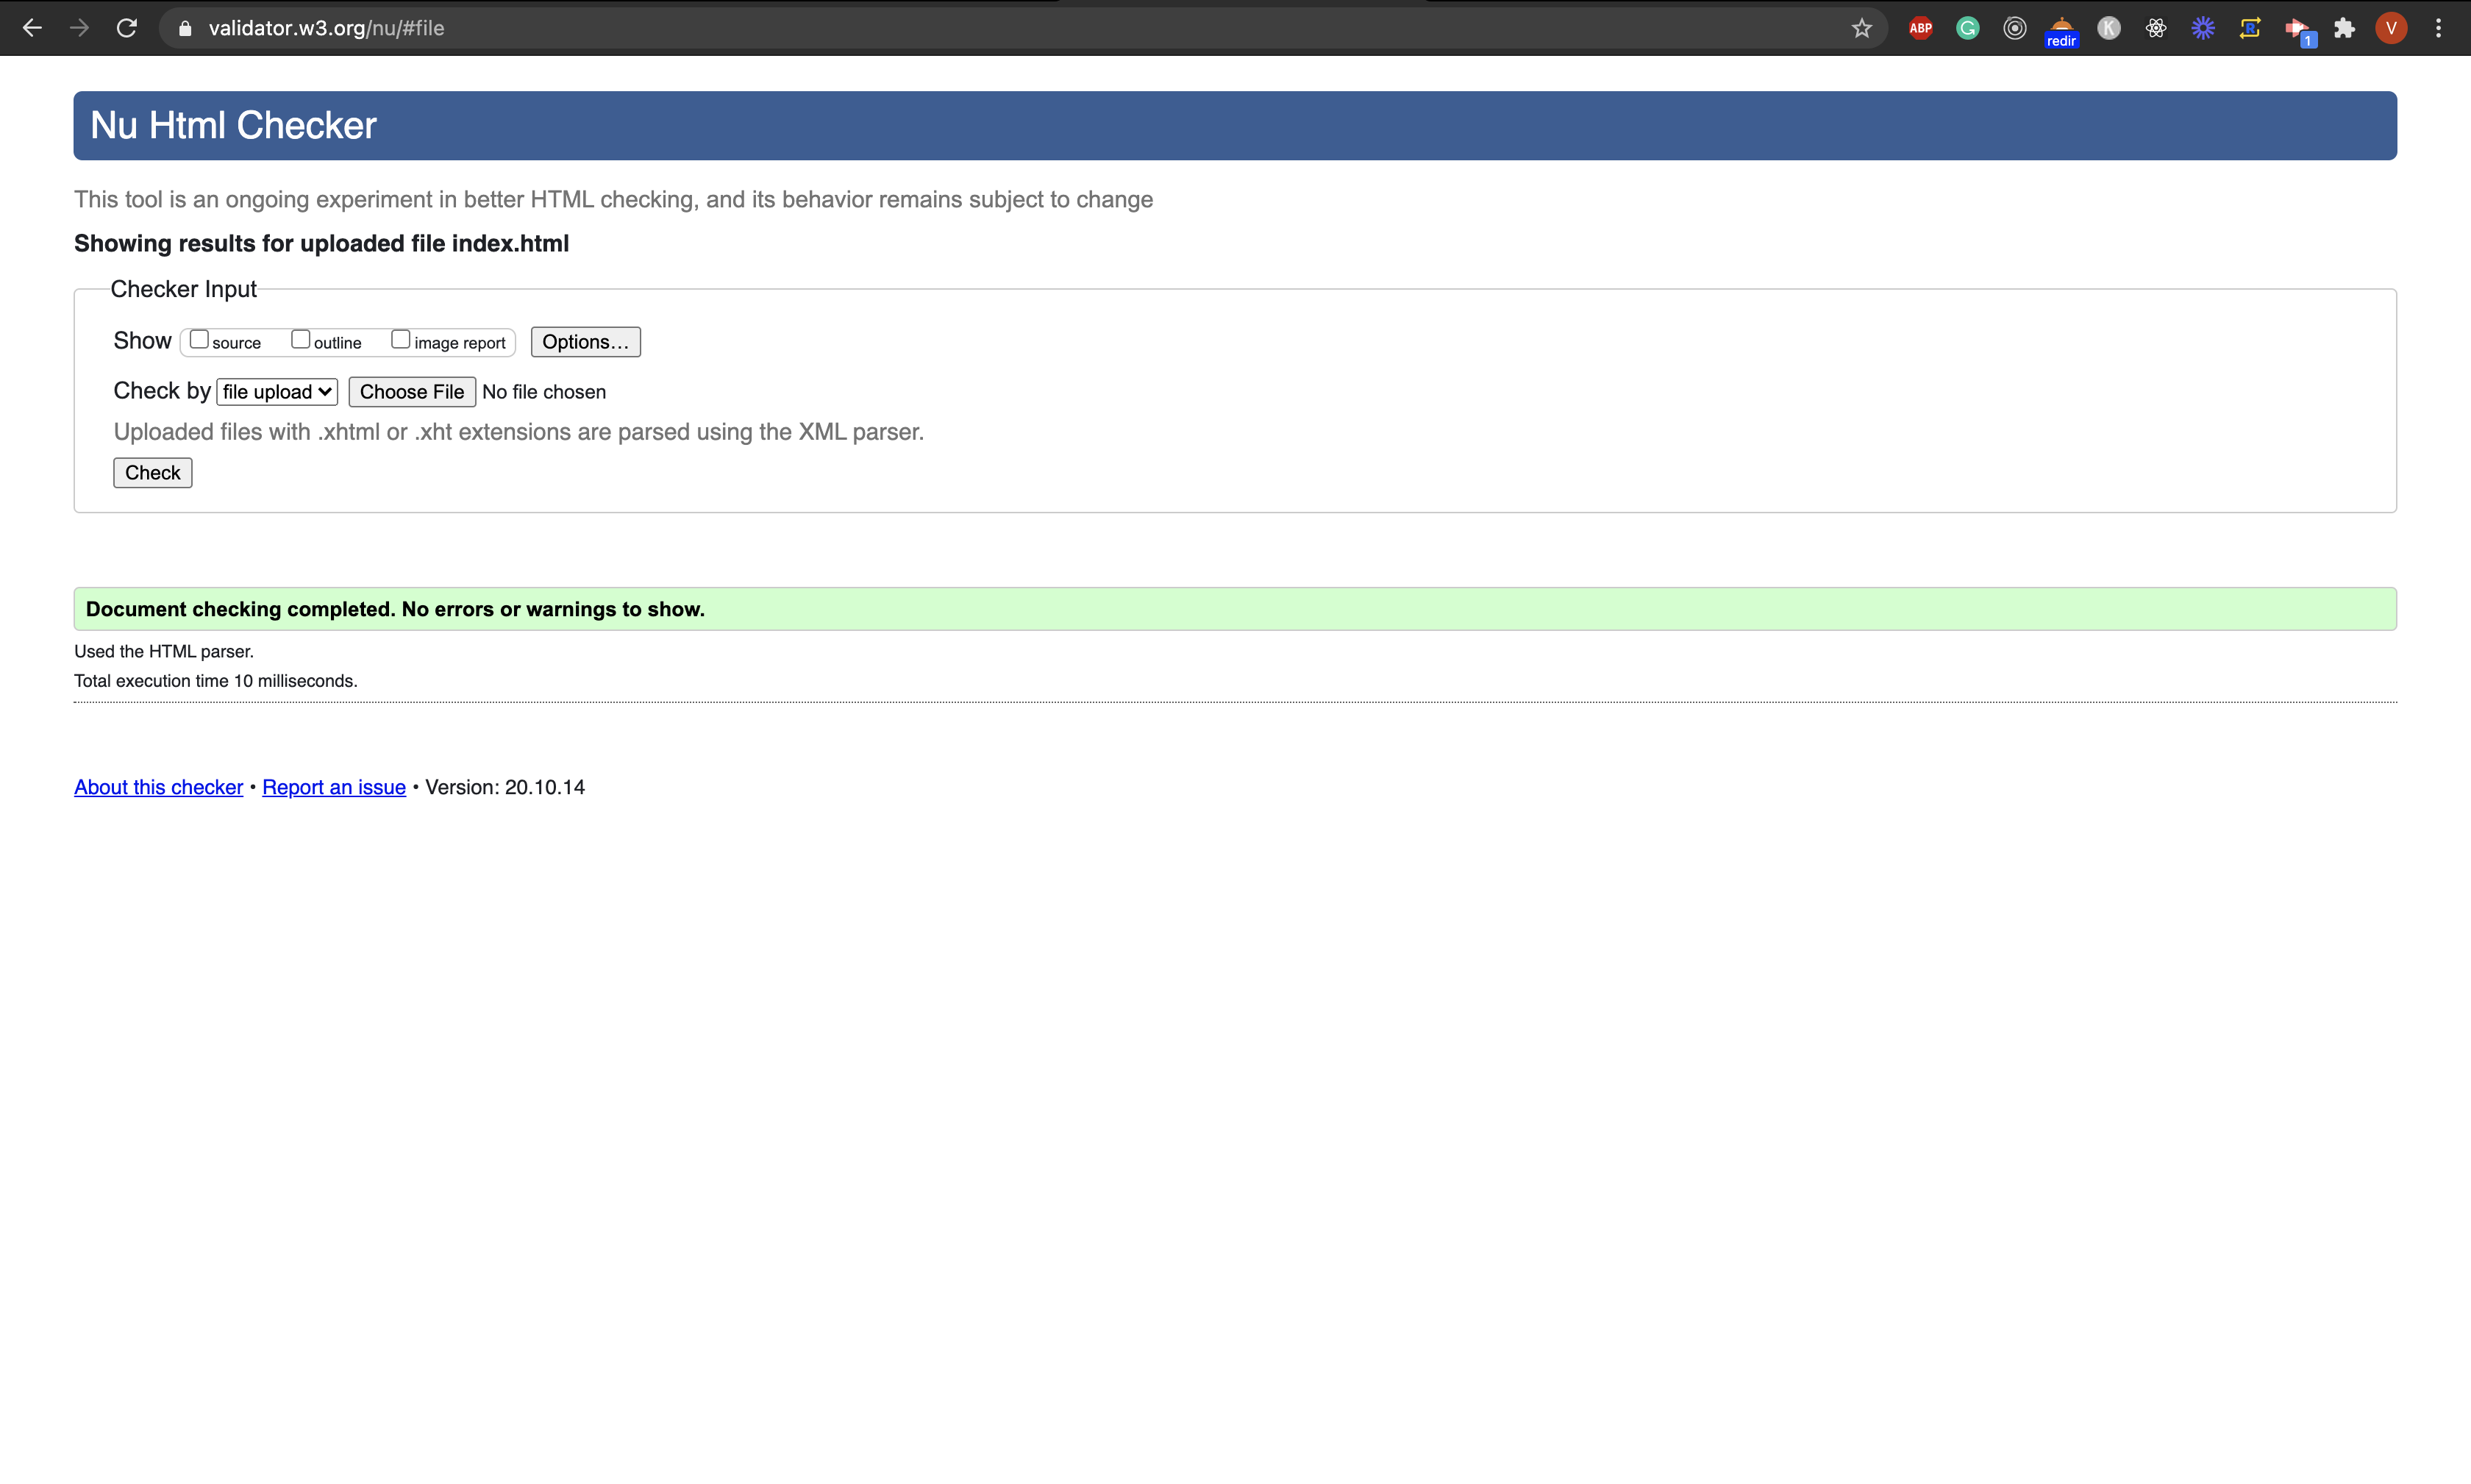 validator.w3.org/nu/#file
ABP
G
redir
K
R
1
V
Nu Html Checker
This tool is an ongoing experiment in better HTML checking, and its behavior remains subject to change
Showing results for uploaded file index.html
Checker Input
Show source outline image report Options...
Check by file upload Choose File No file chosen
Uploaded files with .xhtml or .xht extensions are parsed using the XML parser.
Check
Document checking completed. No errors or warnings to show.
Used the HTML parser.
Total execution time 10 milliseconds.
About this checker • Report an issue • Version: 20.10.14